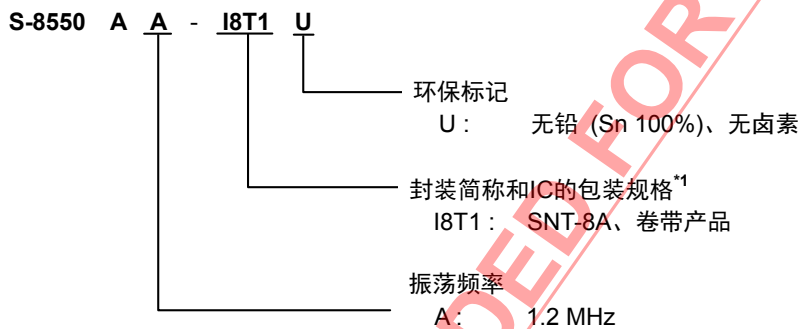 S-8550 A A - I8T1 U
环保标记
U : 无铅 (Sn 100%)、无卤素
封装简称和IC的包装规格*1
I8T1 : SNT-8A、卷带产品
振荡频率
A : 1.2 MHz
DED FOR